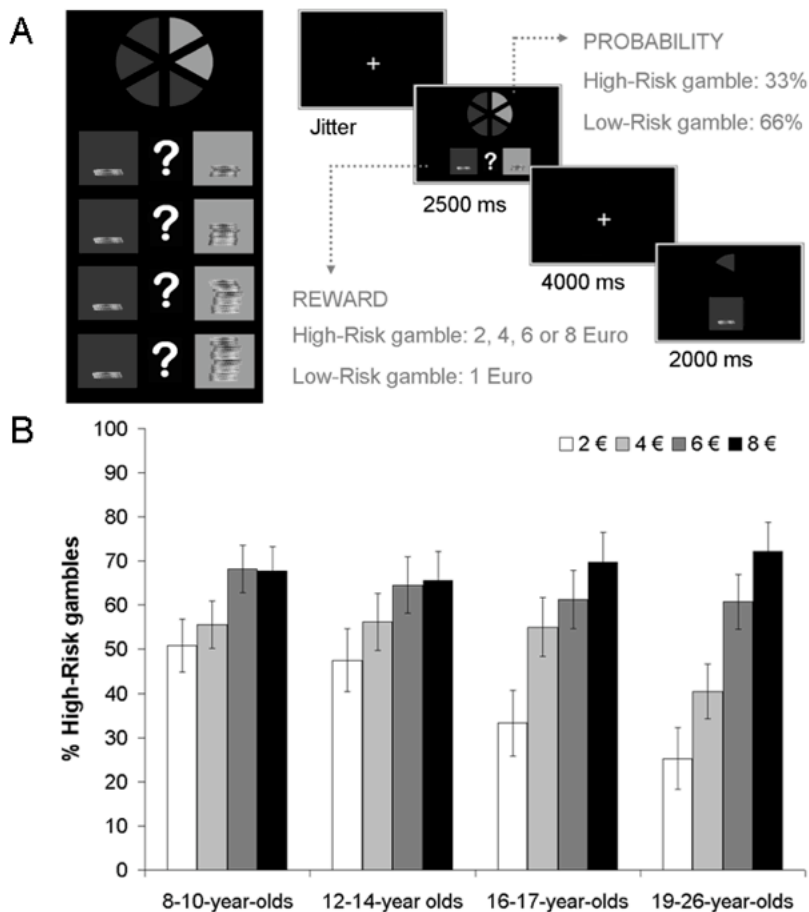 A
?
?
?
?
Jitter
?
2500 ms
4000 ms
2000 ms
PROBABILITY
High-Risk gamble: 33%
Low-Risk gamble: 66%
REWARD
High-Risk gamble: 2, 4, 6 or 8 Euro
Low-Risk gamble: 1 Euro
B
% High-Risk gambles
100
90
80
70
60
50
40
30
20
10
0
2 € 4 € 6 € 8 €
8-10-year-olds 12-14-year olds 16-17-year-olds 19-26-year-olds